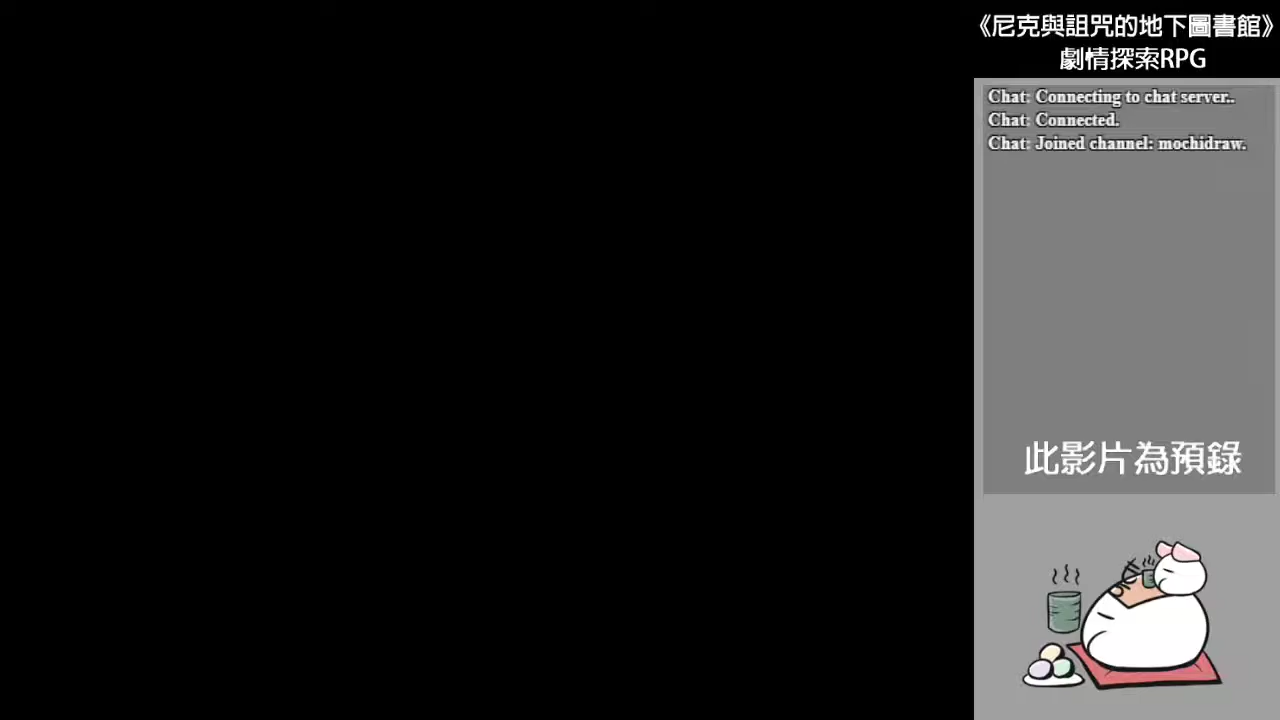 《尼克與詛咒的地下圖書館》
劇情探索RPG
Chat: Connecting to chat server..
Chat: Connected.
Chat: Joined channel: mochidraw.
此影片為預錄